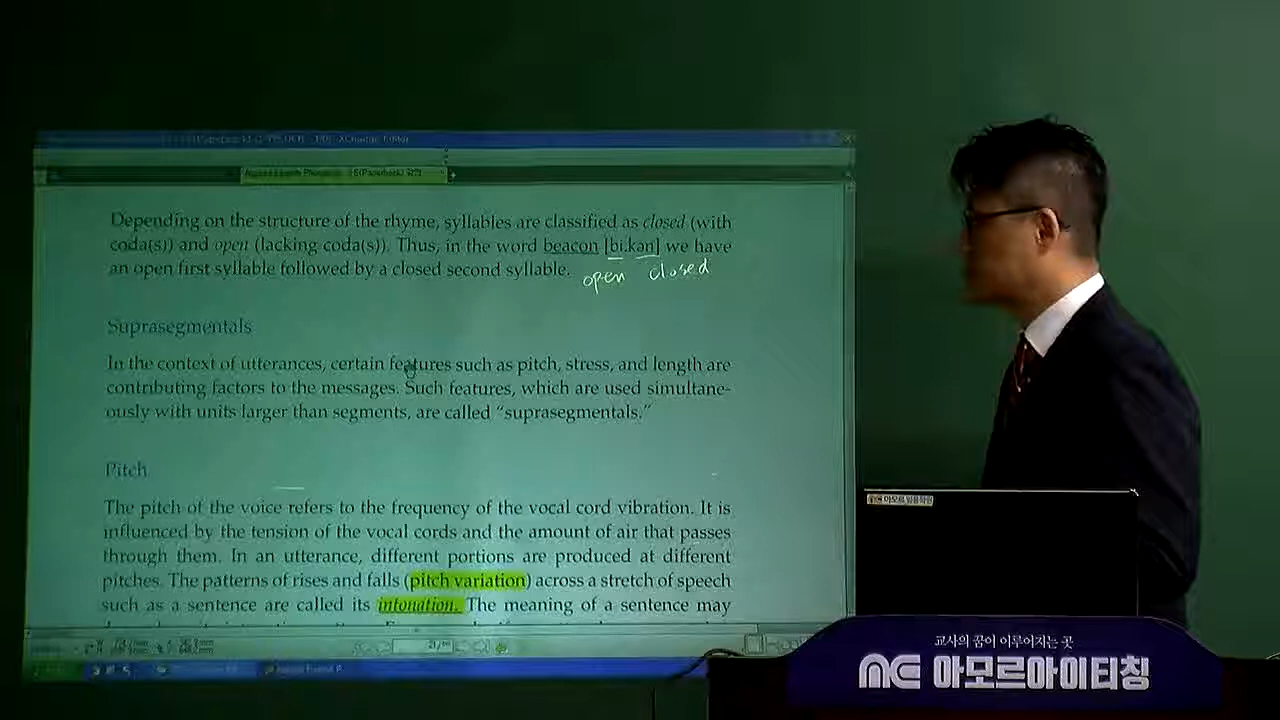 Depending on the structure of the rhyme, syllables are classified as closed (with
coda(s)) and open (lacking coda(s)). Thus, in the word beacon [bi.kən] we have
an open first syllable followed by a closed second syllable.
open closed
Suprasegmentals
In the context of utterances, certain features such as pitch, stress, and length are
contributing factors to the messages. Such features, which are used simultane-
ously with units larger than segments, are called “suprasegmentals.”
Pitch
The pitch of the voice refers to the frequency of the vocal cord vibration. It is
influenced by the tension of the vocal cords and the amount of air that passes
through them. In an utterance, different portions are produced at different
pitches. The patterns of rises and falls (pitch variation) across a stretch of speech
such as a sentence are called its intonation. The meaning of a sentence may
교사의 꿈이 이루어지는 곳
아모르아이티칭